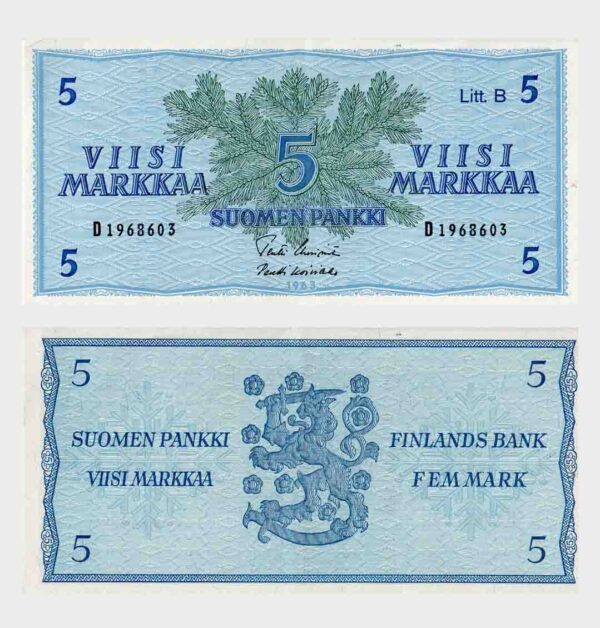 5 Litt. B 5
5
VIISI MARKKAA
VIISI MARKKAA
SUOMEN PANKKI
D1968603 D1968603
5 5
1963
5 5
SUOMEN PANKKI FINLANDS BANK
VIISI MARKKAA FEM MARK
5 5